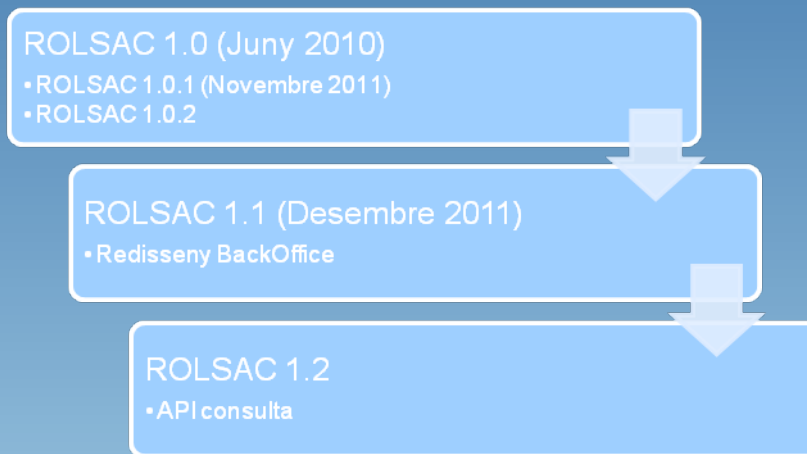 ROLSAC 1.0 (Juny 2010)
• ROLSAC 1.0.1 (Novembre 2011)
• ROLSAC 1.0.2
ROLSAC 1.1 (Desembre 2011)
• Redisseny BackOffice
ROLSAC 1.2
• API consulta